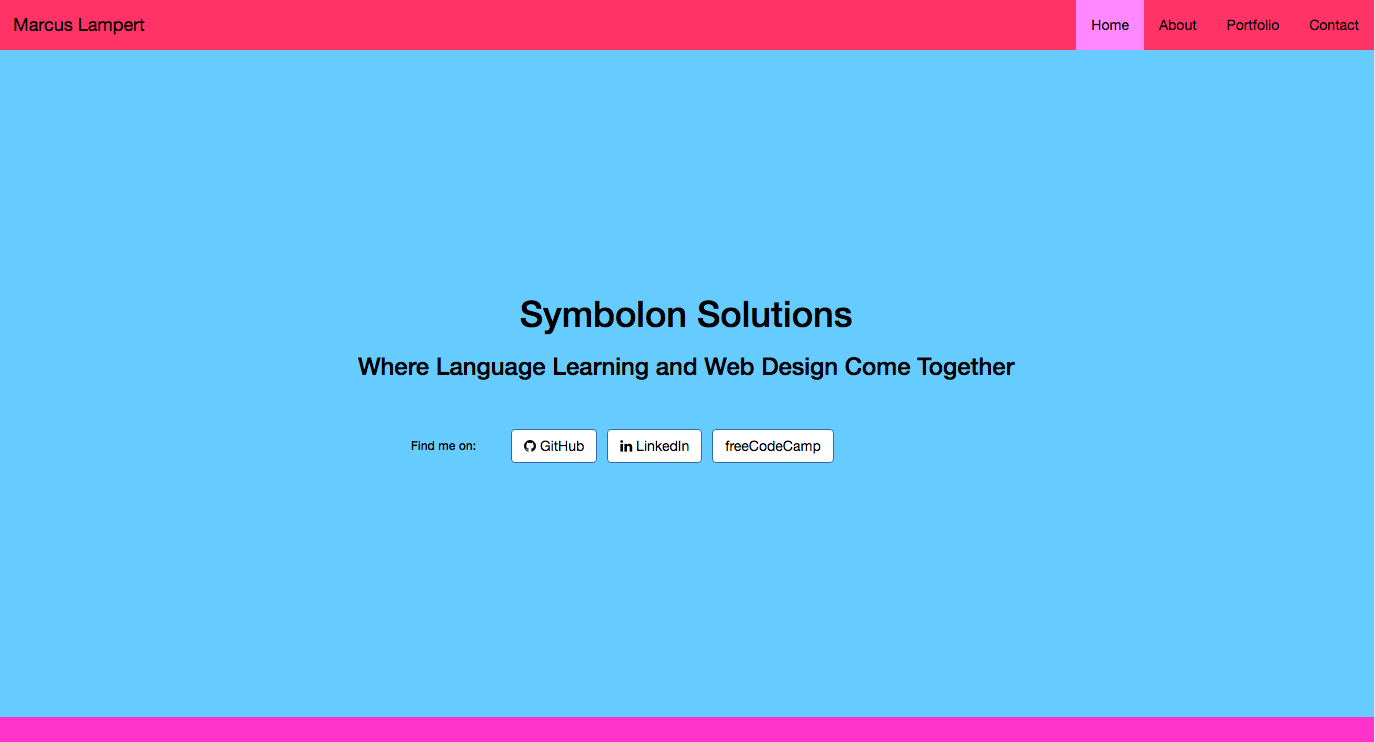 Marcus Lampert Home About Portfolio Contact
Symbolon Solutions
Where Language Learning and Web Design Come Together
Find me on: GitHub LinkedIn freeCodeCamp